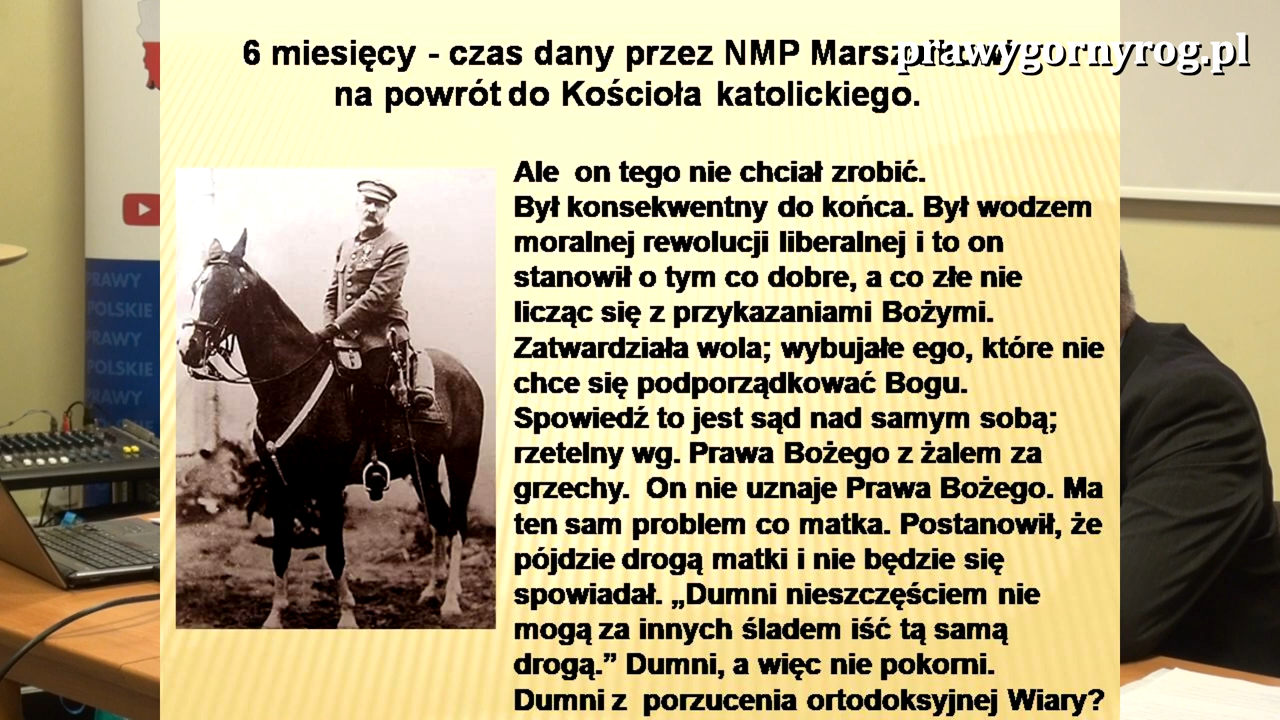 6 miesięcy - czas dany przez NMP
prawygornyrog.pl
na powrót do Kościoła katolickiego.
Ale on tego nie chciał zrobić.
Był konsekwentny do końca. Był wodzem
moralnej rewolucji liberalnej i to on
stanowił o tym co dobre, a co złe nie
licząc się z przykazaniami Bożymi.
Zatwardziała wola; wybujałe ego, które nie
chce się podporządkować Bogu.
Spowiedź to jest sąd nad samym sobą;
rzetelny wg. Prawa Bożego z żalem za
grzechy. On nie uznaje Prawa Bożego. Ma
ten sam problem co matka. Postanowił, że
pójdzie drogą matki i nie będzie się
spowiadał. „Dumni nieszczęściem nie
mogą za innych śladem iść tą samą
drogą.” Dumni, a więc nie pokorni.
Dumni z porzucenia ortodoksyjnej Wiary?
PRAWY
POLSKIE
PRAWY
POLSKIE
PRAWY